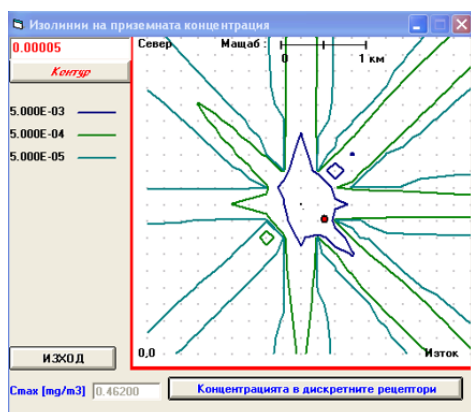 Изолинии на приземната концентрация
0.00005
Контур
5.000E-03
5.000E-04
5.000E-05
Север
Мащаб :
0
1 км
0,0
Изток
ИЗХОД
Cmax [mg/m3]
0.46200
Концентрацията в дискретните рецептори